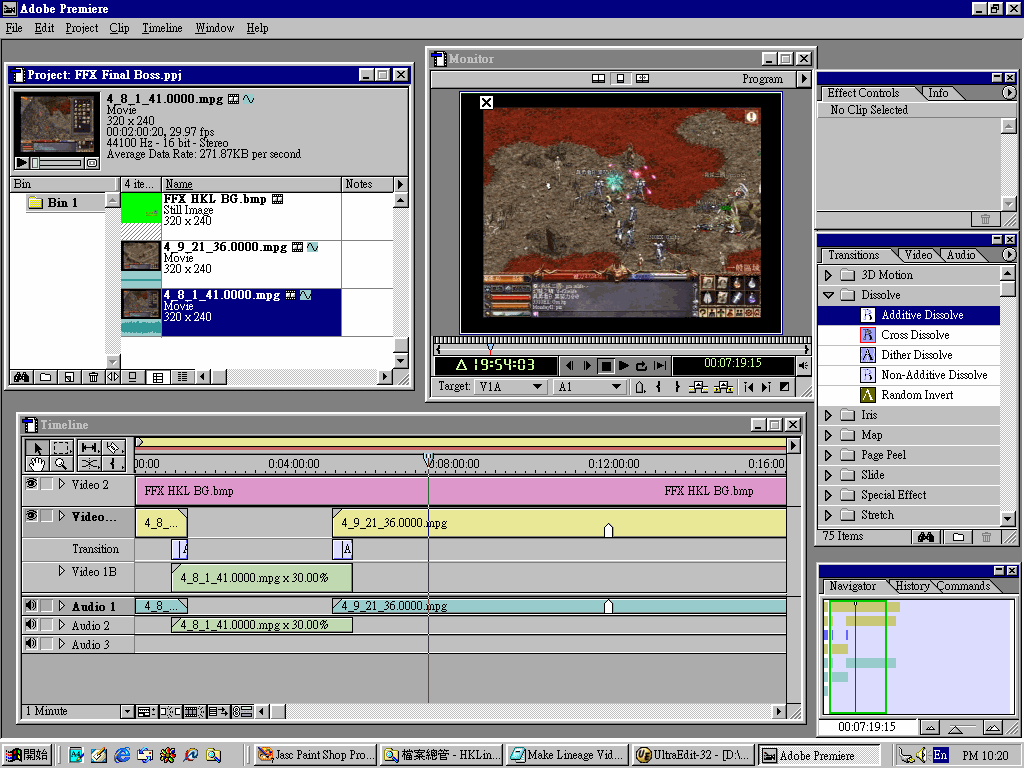 Adobe Premiere
File Edit Project Clip Timeline Window Help
Project: FFX Final Boss.ppj
4_8_1_41.0000.mpg
Movie
320 x 240
00:02:00:20, 29.97 fps
44100 Hz - 16 bit - Stereo
Average Data Rate: 271.87KB per second
Bin 4 ite... Name Notes
Bin 1
FFX HKL BG.bmp
Still Image
320 x 240
4_9_21_36.0000.mpg
Movie
320 x 240
4_8_1_41.0000.mpg
Movie
320 x 240
Monitor
Program
一般區域
Δ 19:54:03 00:07:19:15
Target: V1A A1
Effect Controls Info
No Clip Selected
Transitions Video Audio
3D Motion
Dissolve
Additive Dissolve
Cross Dissolve
Dither Dissolve
Non-Additive Dissolve
Random Invert
Iris
Map
Page Peel
Slide
Special Effect
Stretch
75 Items
Navigator History Commands
00:07:19:15
Timeline
00:00 0:04:00:00 0:08:00:00 0:12:00:00 0:16:00
Video 2 FFX HKL BG.bmp FFX HKL BG.bmp
Video... 4_8_... 4_9_21_36.0000.mpg
Transition A A
Video 1B 4_8_1_41.0000.mpg x 30.00%
Audio 1 4_8_... 4_9_21_36.0000.mpg
Audio 2 4_8_1_41.0000.mpg x 30.00%
Audio 3
1 Minute
開始 Jasc Paint Shop Pro... 檔案總管 - HKLin... Make Lineage Vid... UltraEdit-32 - [D:\... Adobe Premiere En PM 10:20